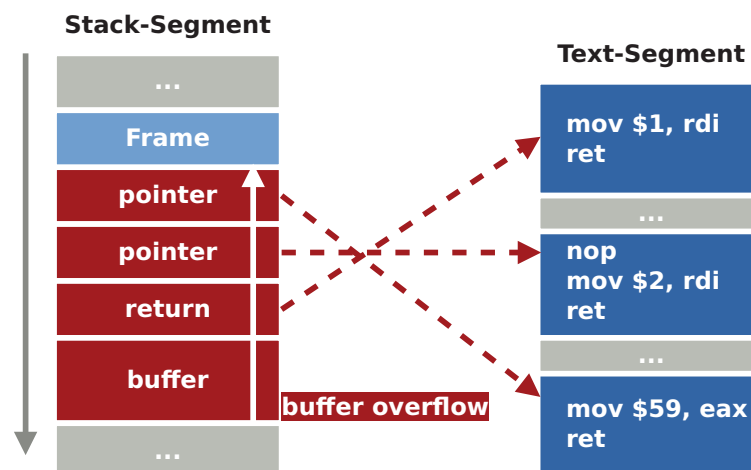 Stack-Segment
...
Frame
pointer
pointer
return
buffer
...
buffer overflow
Text-Segment
mov $1, rdi
ret
...
nop
mov $2, rdi
ret
...
mov $59, eax
ret